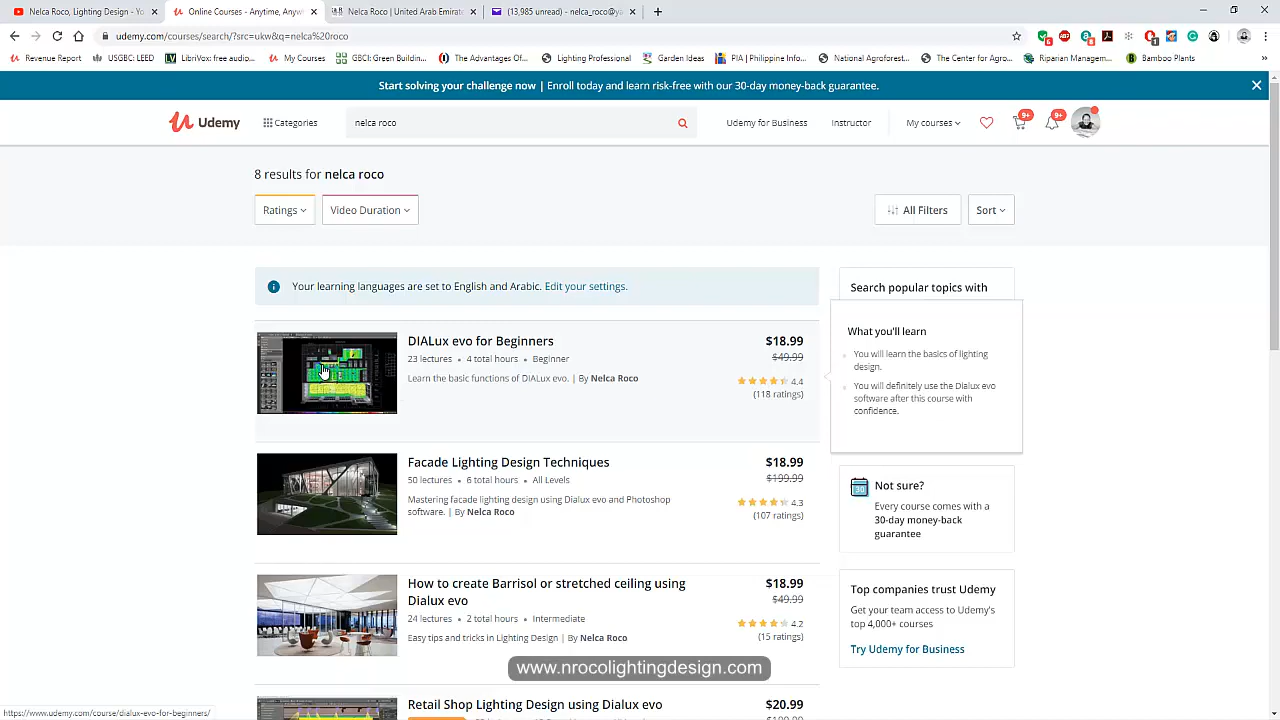 Nelca Roco, Lighting Design - Yo
Online Courses - Anytime, Anyw
Nelca Roco | United Arab Emirat
(13,985 unread) - nelca_roco@ya
udemy.com/courses/search/?src=ukw&q=nelca%20roco
Revenue Report
USGBC: LEED
LibriVox: free audio...
My Courses
GBCI: Green Building...
The Advantages Of...
Lighting Professional
Garden Ideas
PIA | Philippine Info...
National Agroforest...
The Center for Agro...
Riparian Managem...
Bamboo Plants
Start solving your challenge now | Enroll today and learn risk-free with our 30-day money-back guarantee.
Udemy
Categories
nelca roco
Udemy for Business
Instructor
My courses
9+
9+
8 results for nelca roco
Ratings
Video Duration
All Filters
Sort
Your learning languages are set to English and Arabic. Edit your settings.
Search popular topics with
What you'll learn
You will learn the basics of lighting
design.
You will definitely use the Dialux evo
software after this course with
confidence.
DIALux evo for Beginners
$18.99
23 lectures • 4 total hours • Beginner
$49.99
Learn the basic functions of DIALux evo. | By Nelca Roco
4.4
(118 ratings)
Facade Lighting Design Techniques
$18.99
50 lectures • 6 total hours • All Levels
$199.99
Mastering facade lighting design using Dialux evo and Photoshop
software. | By Nelca Roco
4.3
(107 ratings)
Not sure?
Every course comes with a
30-day money-back
guarantee
How to create Barrisol or stretched ceiling using
Dialux evo
$18.99
$49.99
24 lectures • 2 total hours • Intermediate
Easy tips and tricks in Lighting Design | By Nelca Roco
4.2
(15 ratings)
Top companies trust Udemy
Get your team access to Udemy's
top 4,000+ courses
Try Udemy for Business
www.nrocolightingdesign.com
Retail Shop Lighting Design using Dialux evo
$20.99